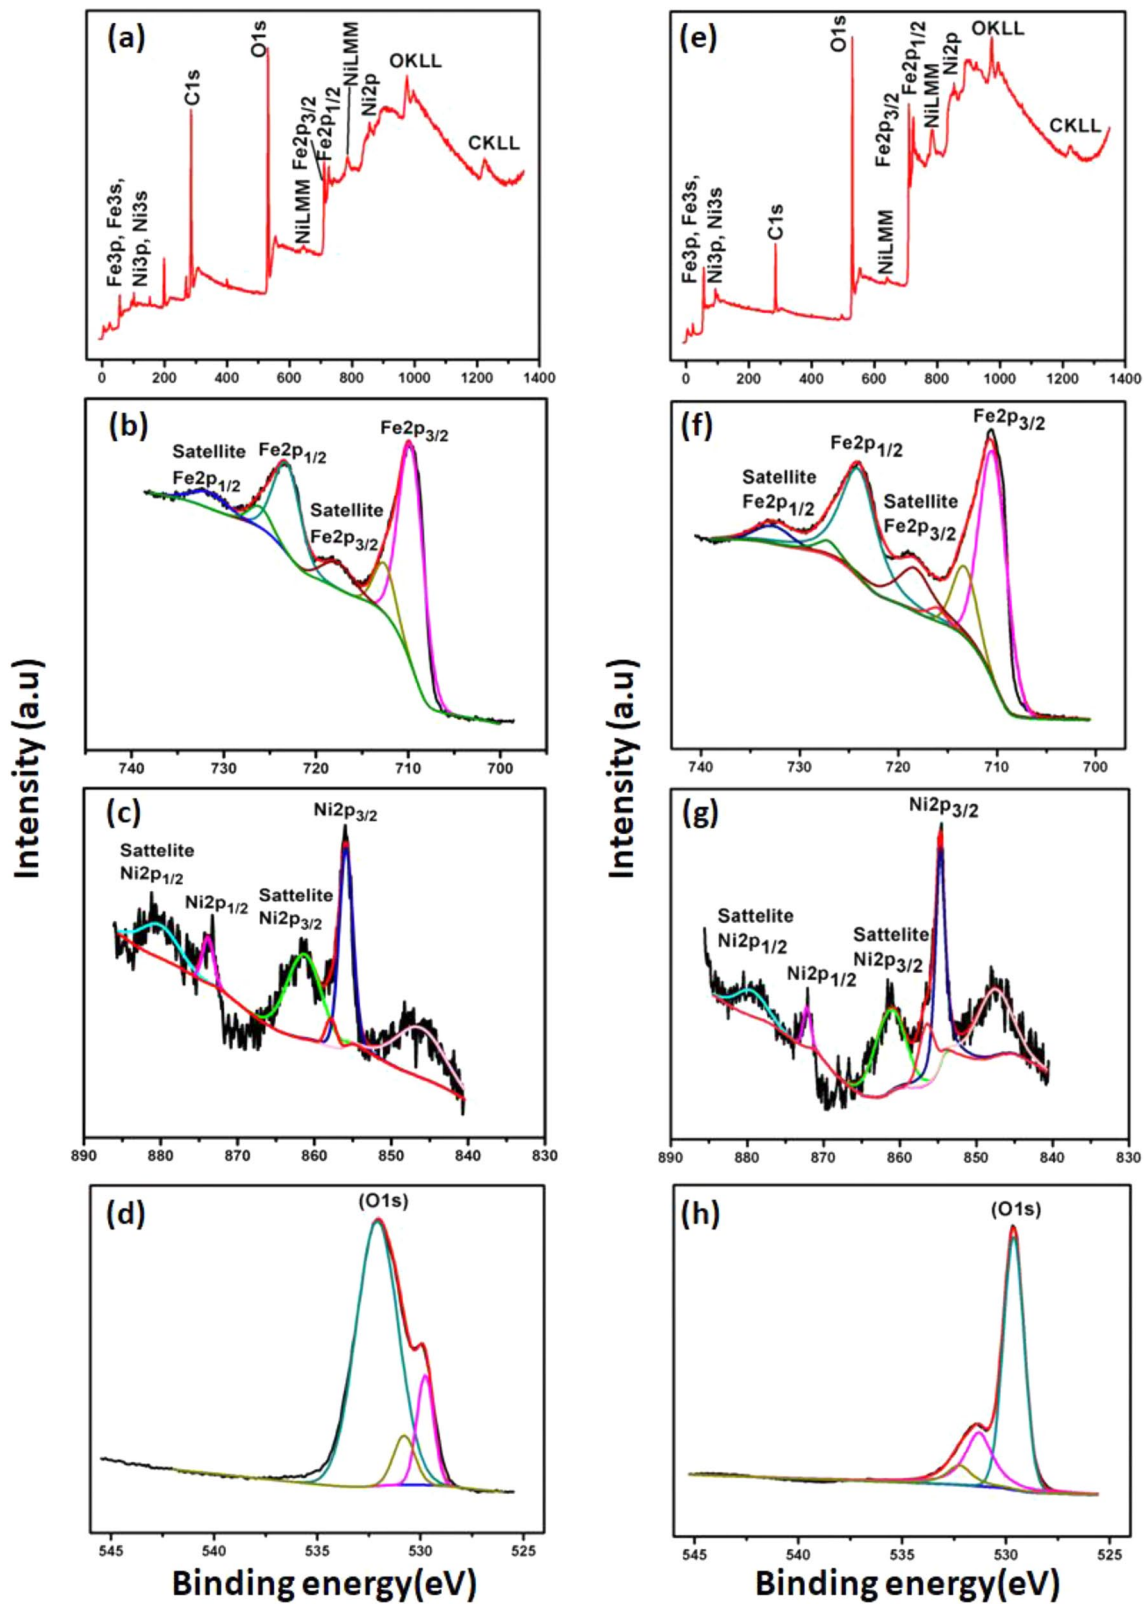 (a)
C1s
O1s
NiLMM
Fe2p3/2
Fe2p1/2
NiLMM
Ni2p
OKLL
CKLL
Fe3p, Fe3s,
Ni3p, Ni3s
0 200 400 600 800 1000 1200 1400
(e)
O1s
C1s
NiLMM
Fe2p3/2
Fe2p1/2
NiLMM
Ni2p
OKLL
CKLL
Fe3p, Fe3s,
Ni3p, Ni3s
0 200 400 600 800 1000 1200 1400
(b)
Satellite
Fe2p1/2
Fe2p1/2
Satellite
Fe2p3/2
Fe2p3/2
740 730 720 710 700
(f)
Satellite
Fe2p1/2
Fe2p1/2
Satellite
Fe2p3/2
Fe2p3/2
740 730 720 710 700
(c)
Sattelite
Ni2p1/2
Ni2p1/2
Sattelite
Ni2p3/2
Ni2p3/2
890 880 870 860 850 840 830
(g)
Sattelite
Ni2p1/2
Ni2p1/2
Sattelite
Ni2p3/2
Ni2p3/2
890 880 870 860 850 840 830
(d)
(O1s)
545 540 535 530 525
(h)
(O1s)
545 540 535 530 525
Intensity (a.u)
Intensity (a.u)
Binding energy(eV)
Binding energy(eV)